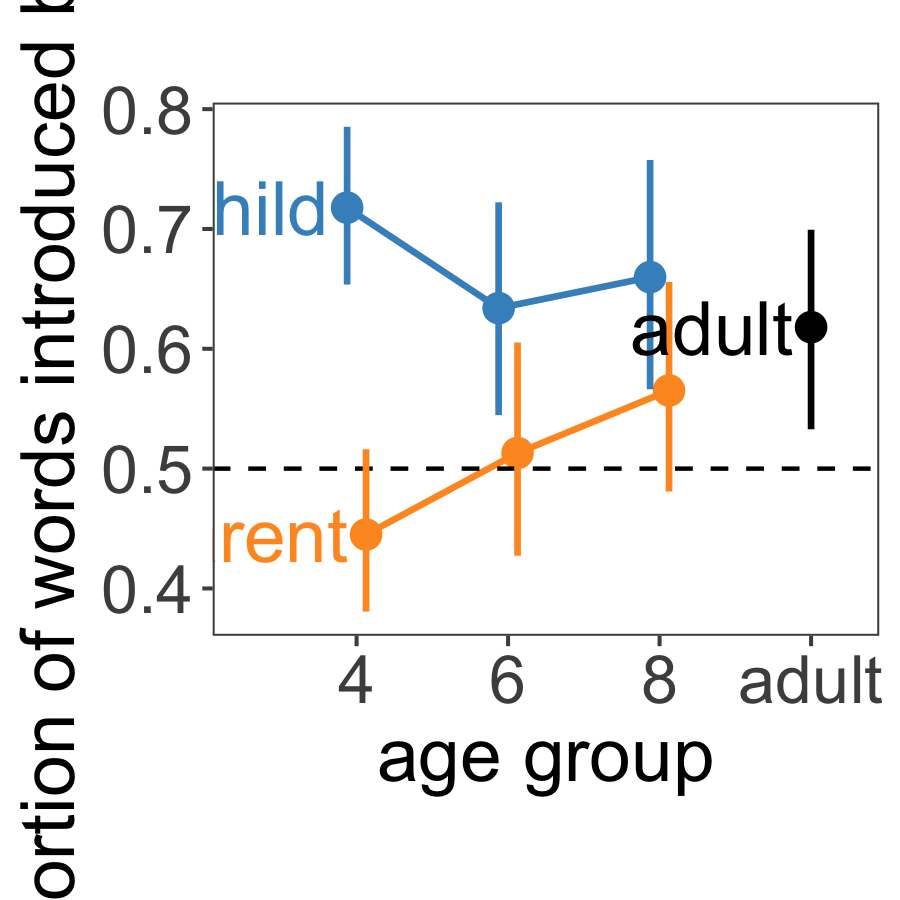 ortion of words introduced b
0.8
0.7
0.6
0.5
0.4
hild
adult
rent
4 6 8 adult
age group